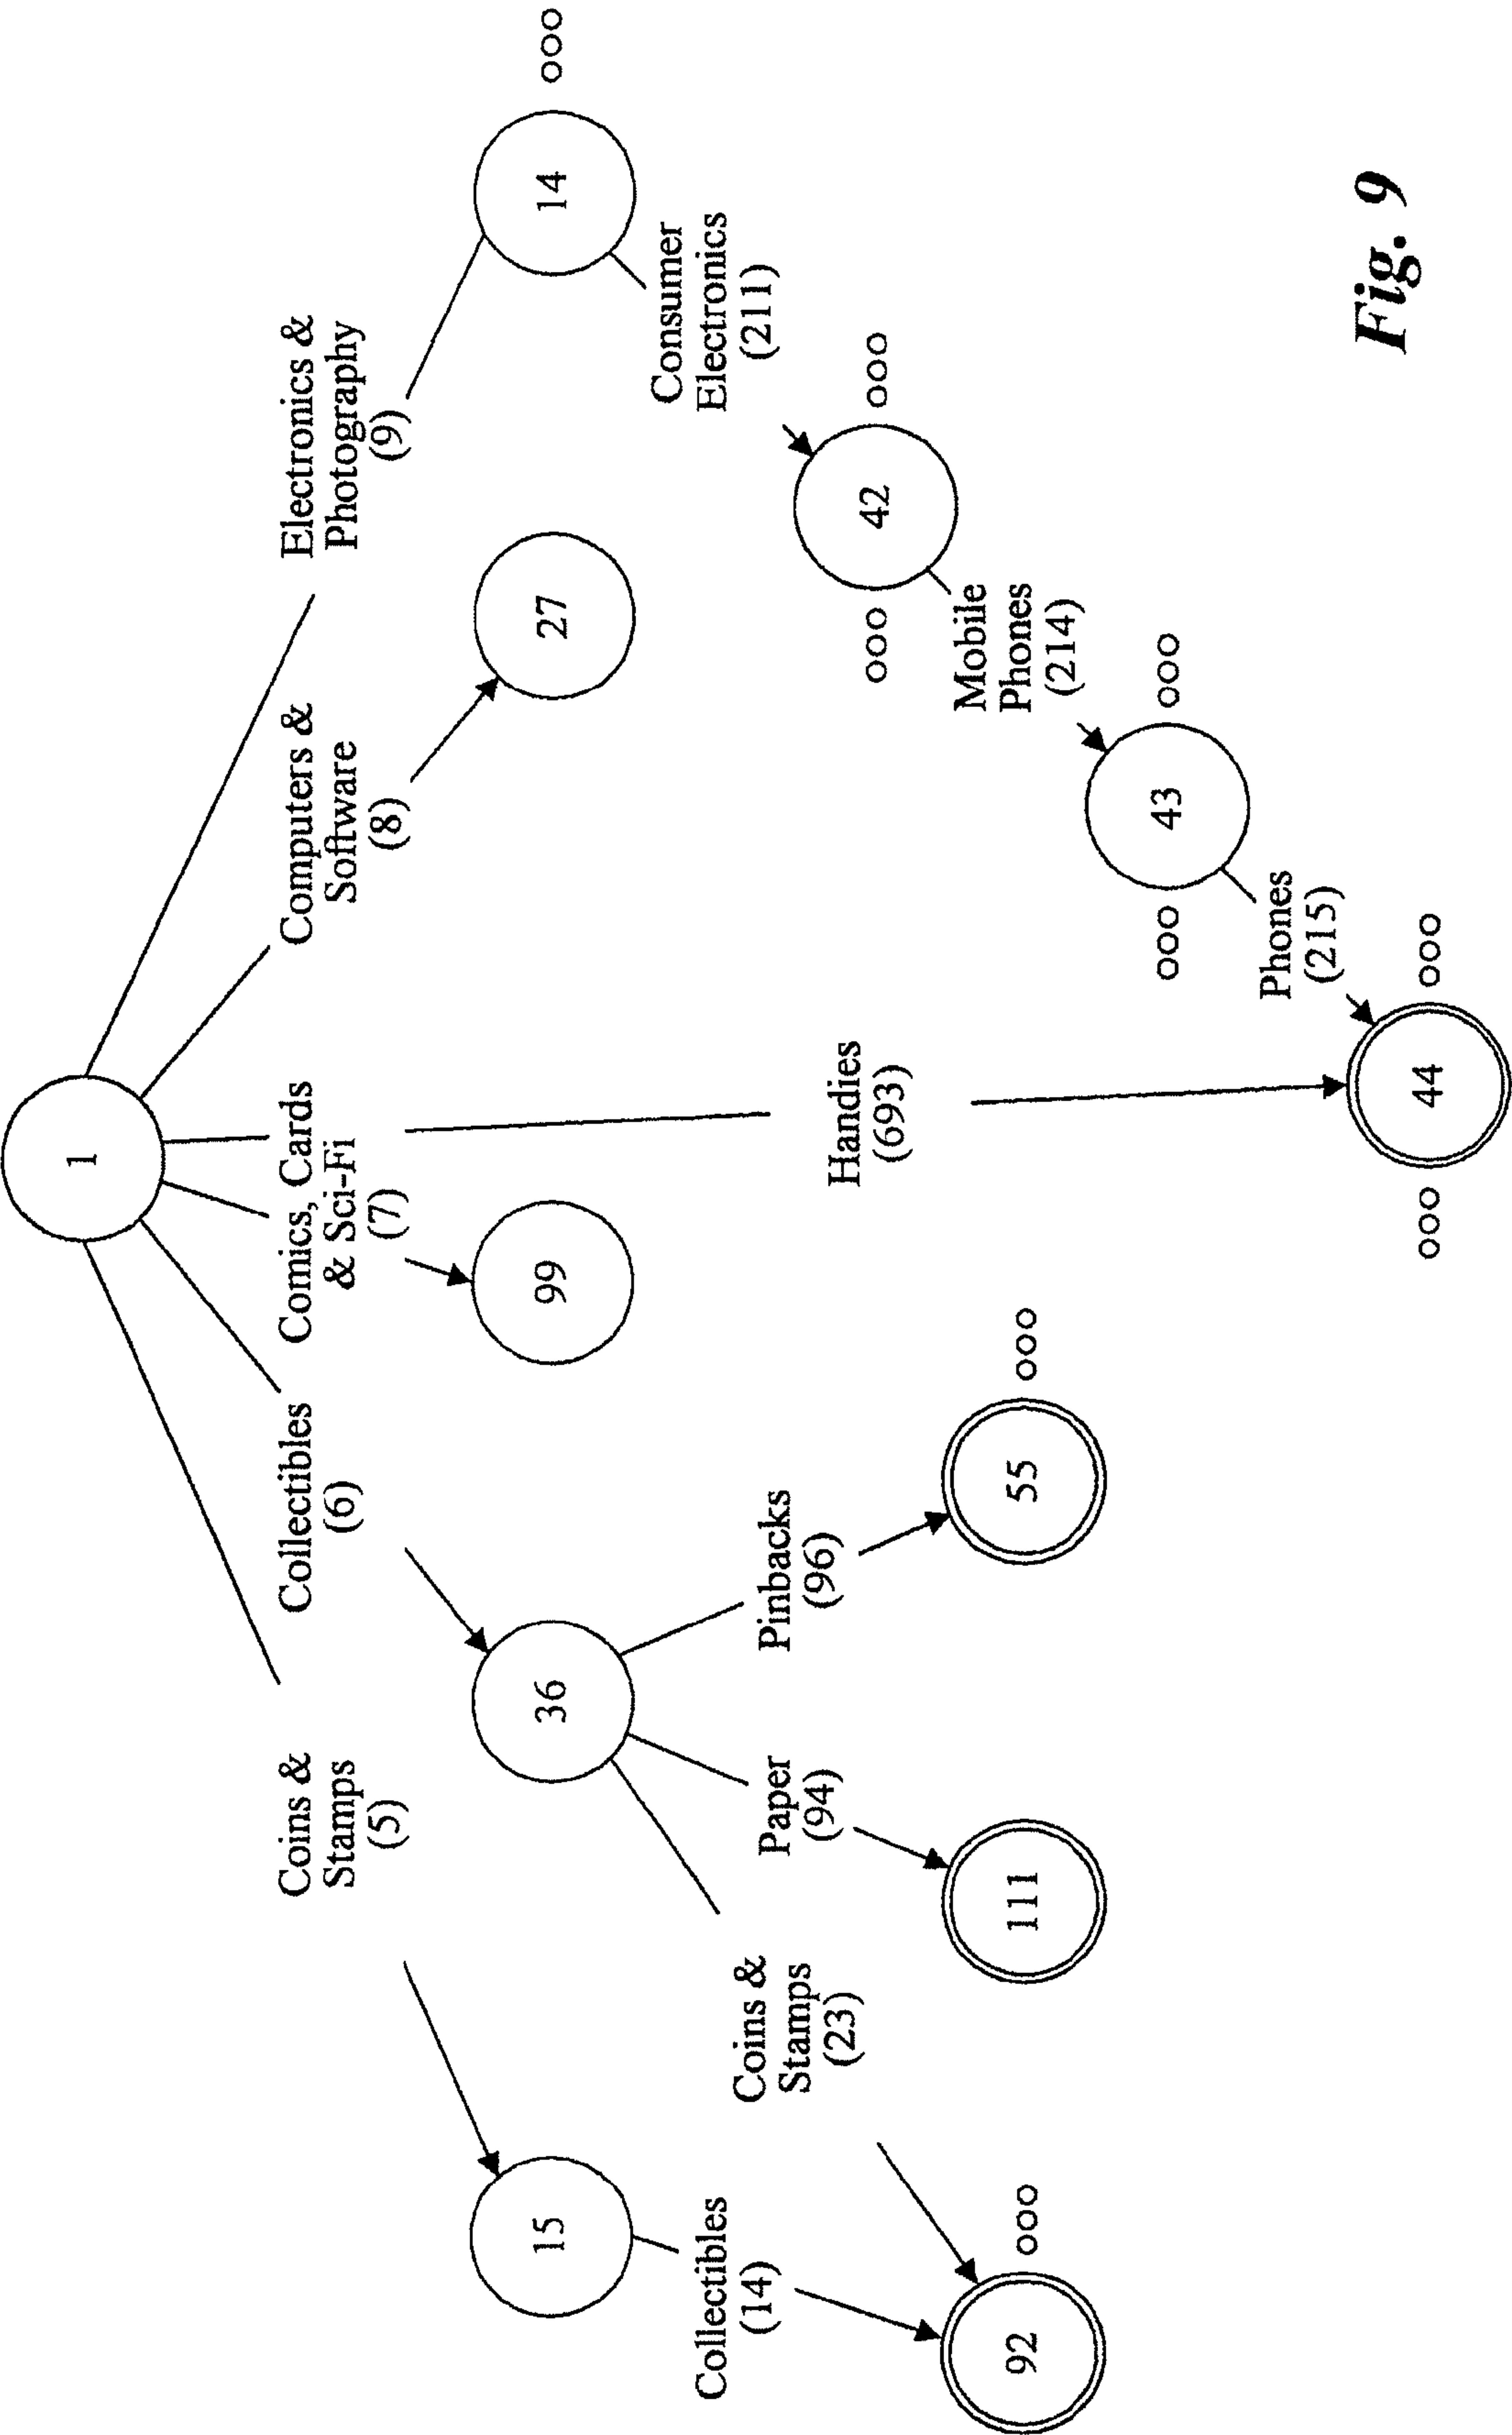 1
Coins &
Stamps
(5)
Collectibles
(6)
Comics, Cards
& Sci-Fi
(7)
Computers &
Software
(8)
Electronics &
Photography
(9)
15
36
99
27
14
ooo
Collectibles
(14)
Coins &
Stamps
(23)
Paper
(94)
Pinbacks
(96)
Handies
(693)
Consumer
Electronics
(211)
ooo
42
ooo
Mobile
Phones
(214)
92
ooo
111
55
ooo
ooo
43
ooo
Phones
(215)
ooo
44
ooo
Fig. 9